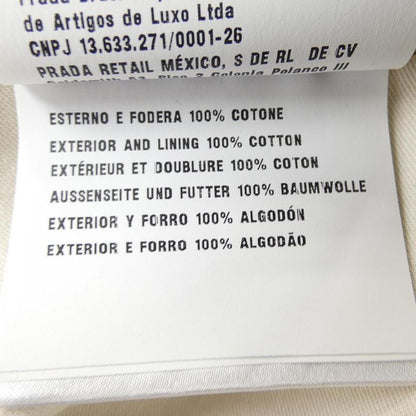 de Artigos de Luxo Ltda
CNPJ 13.633.271/0001-26
PRADA RETAIL MÉXICO, S DE RL DE CV
ESTERNO E FODERA 100% COTONE
EXTERIOR AND LINING 100% COTTON
EXTÉRIEUR ET DOUBLURE 100% COTON
AUSSENSEITE UND FUTTER 100% BAUMWOLLE
EXTERIOR Y FORRO 100% ALGODÓN
EXTERIOR E FORRO 100% ALGODÃO